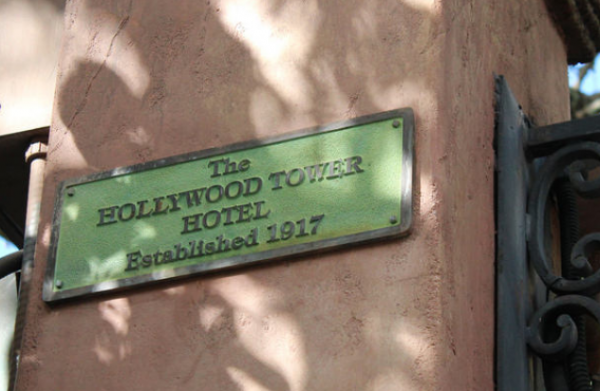 The
HOLLYWOOD TOWER
HOTEL
Established 1917